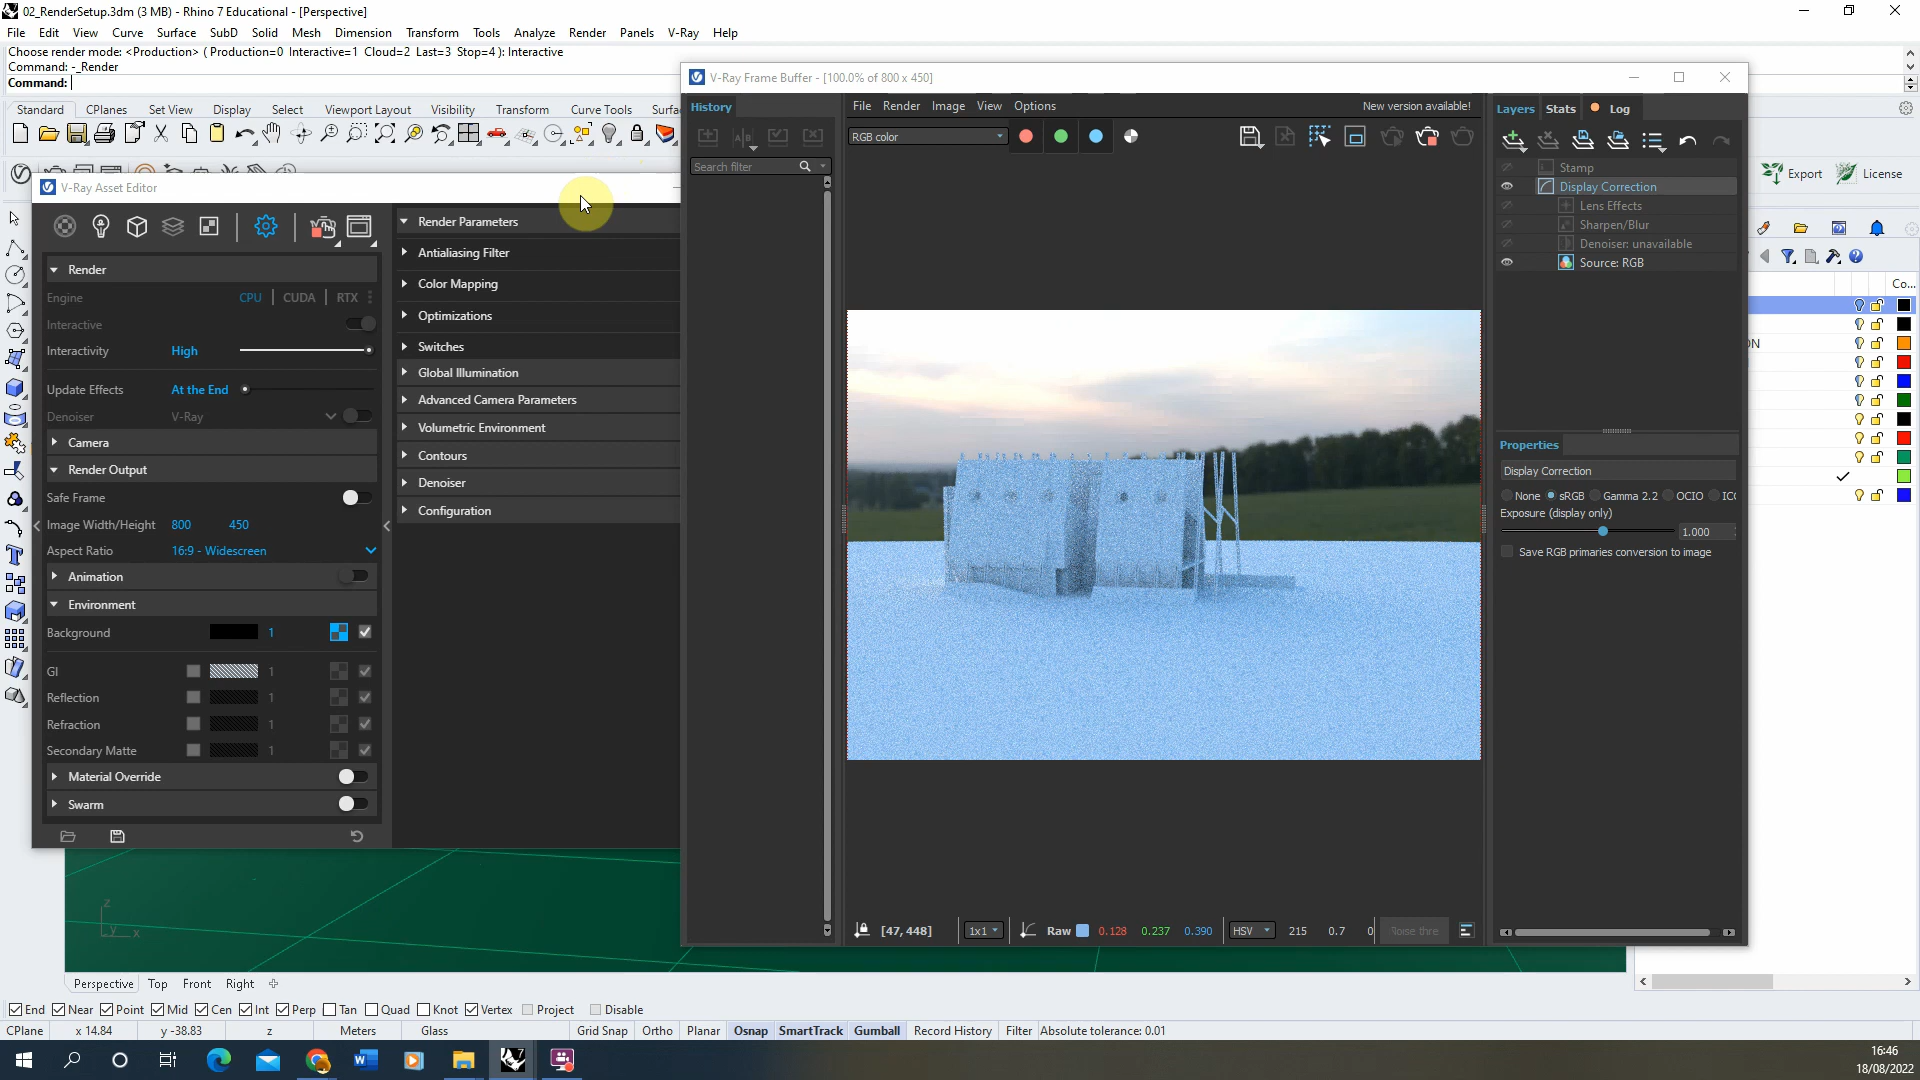 02_RenderSetup.3dm (3 MB) - Rhino 7 Educational - [Perspective]
File Edit View Curve Surface SubD Solid Mesh Dimension Transform Tools Analyze Render Panels V-Ray Help
Choose render mode: <Production> ( Production=0 Interactive=1 Cloud=2 Last=3 Stop=4 ): Interactive
Command: -_Render
Command:
Standard CPlanes Set View Display Select Viewport Layout Visibility Transform Curve Tools
V-Ray Frame Buffer - [100.0% of 800 x 450]
History
File Render Image View Options New version available!
RGB color
Search filter
Layers Stats Log
Stamp
Display Correction
Lens Effects
Sharpen/Blur
Denoiser: unavailable
Source: RGB
Properties
Display Correction
None sRGB Gamma 2.2 OCIO
Exposure (display only)
1.000
Save RGB primaries conversion to image
[47, 448] 1x1 Raw 0.128 0.237 0.390 HSV 215 0.7 0
V-Ray Asset Editor
Render
Engine CPU CUDA RTX
Interactive
Interactivity High
Update Effects At the End
Denoiser V-Ray
Camera
Render Output
Safe Frame
Image Width/Height 800 450
Aspect Ratio 16:9 - Widescreen
Animation
Environment
Background 1
GI 1
Reflection 1
Refraction 1
Secondary Matte 1
Material Override
Swarm
Render Parameters
Antialiasing Filter
Color Mapping
Optimizations
Switches
Global Illumination
Advanced Camera Parameters
Volumetric Environment
Contours
Denoiser
Configuration
Export License
Co...
ON
z
y x
Perspective Top Front Right
End Near Point Mid Cen Int Perp Tan Quad Knot Vertex Project Disable
CPlane x 14.84 y -38.83 z Meters Glass Grid Snap Ortho Planar Osnap SmartTrack Gumball Record History Filter Absolute tolerance: 0.01
16:46
18/08/2022